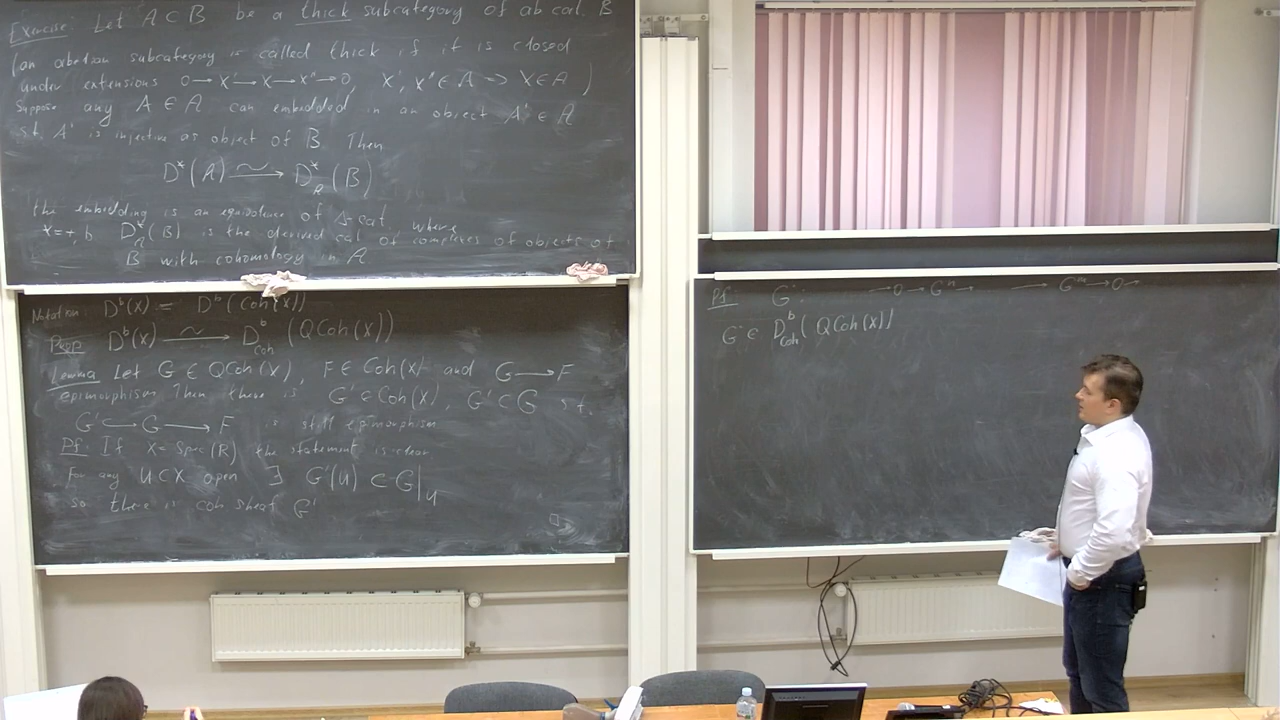 Exercise: Let A ⊂ B be a thick subcategory of ab cat. B
(an abelian subcategory is called thick if it is closed
under extensions 0 → X' → X → X'' → 0, X', X'' ∈ A ⇒ X ∈ A )
Suppose any A ∈ A can embedded in an object A' ∈ A
s.t. A' is injective as object of B. Then
D*(A) ⥲ D*_A(B)
the embedding is an equivalence of Δ-cat, where
* = +, b D*_A(B) is the derived cat of complexes of objects of
B with cohomology in A
Notation: D^b(X) = D^b(Coh(X))
Prop D^b(X) ⥲ D^b_Coh(QCoh(X))
Lemma Let G ∈ QCoh(X), F ∈ Coh(X) and G → F
epimorphism Then there is G' ∈ Coh(X), G' ⊂ G s.t.
G' ↪ G → F is still epimorphism
Pf: If X = Spec(R) the statement is clear
For any U ⊂ X open ∃ G'(U) ⊂ G|_U
so there is coh sheaf G'
Pf: G˙: → 0 → G^n → → G^m → 0 →
G˙ ∈ D^b_Coh(QCoh(X))